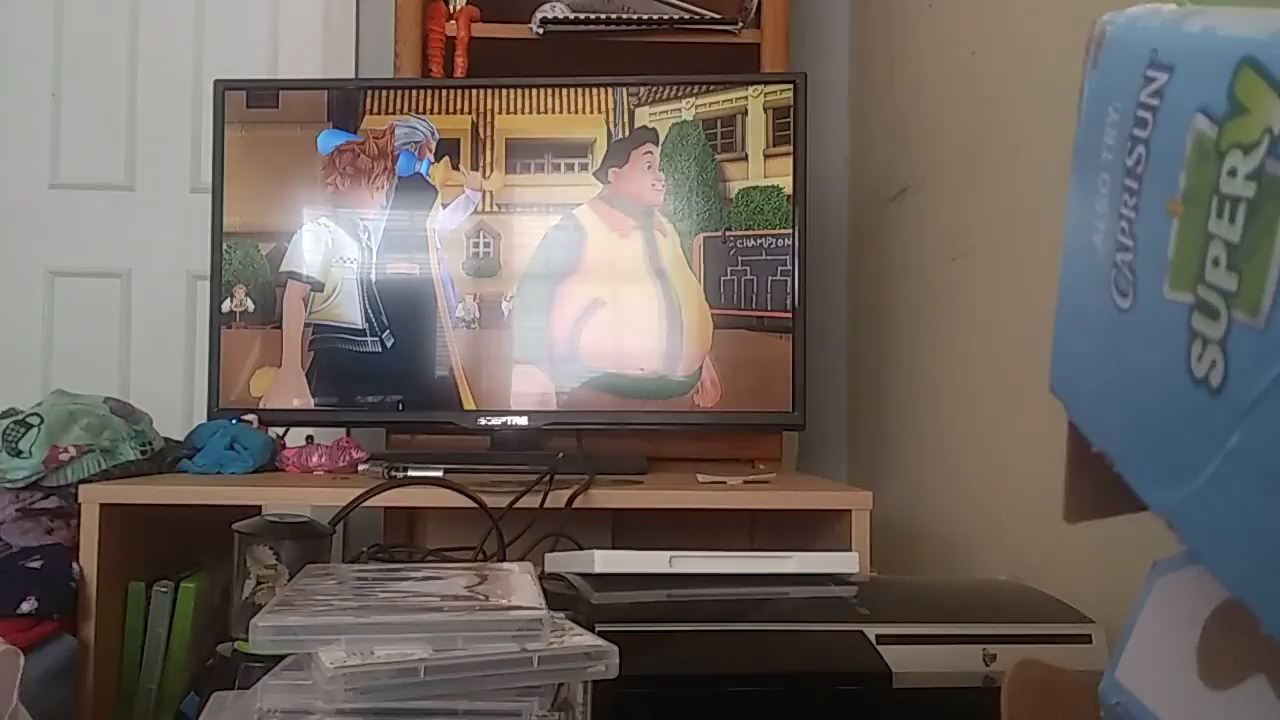 CHAMPION
SCEPTRE
ALSO TRY:
CAPRISUN
SUPER